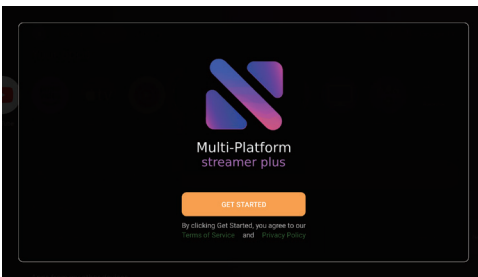 Multi-Platform
streamer plus
GET STARTED
By clicking Get Started, you agree to our
Terms of Service and Privacy Policy